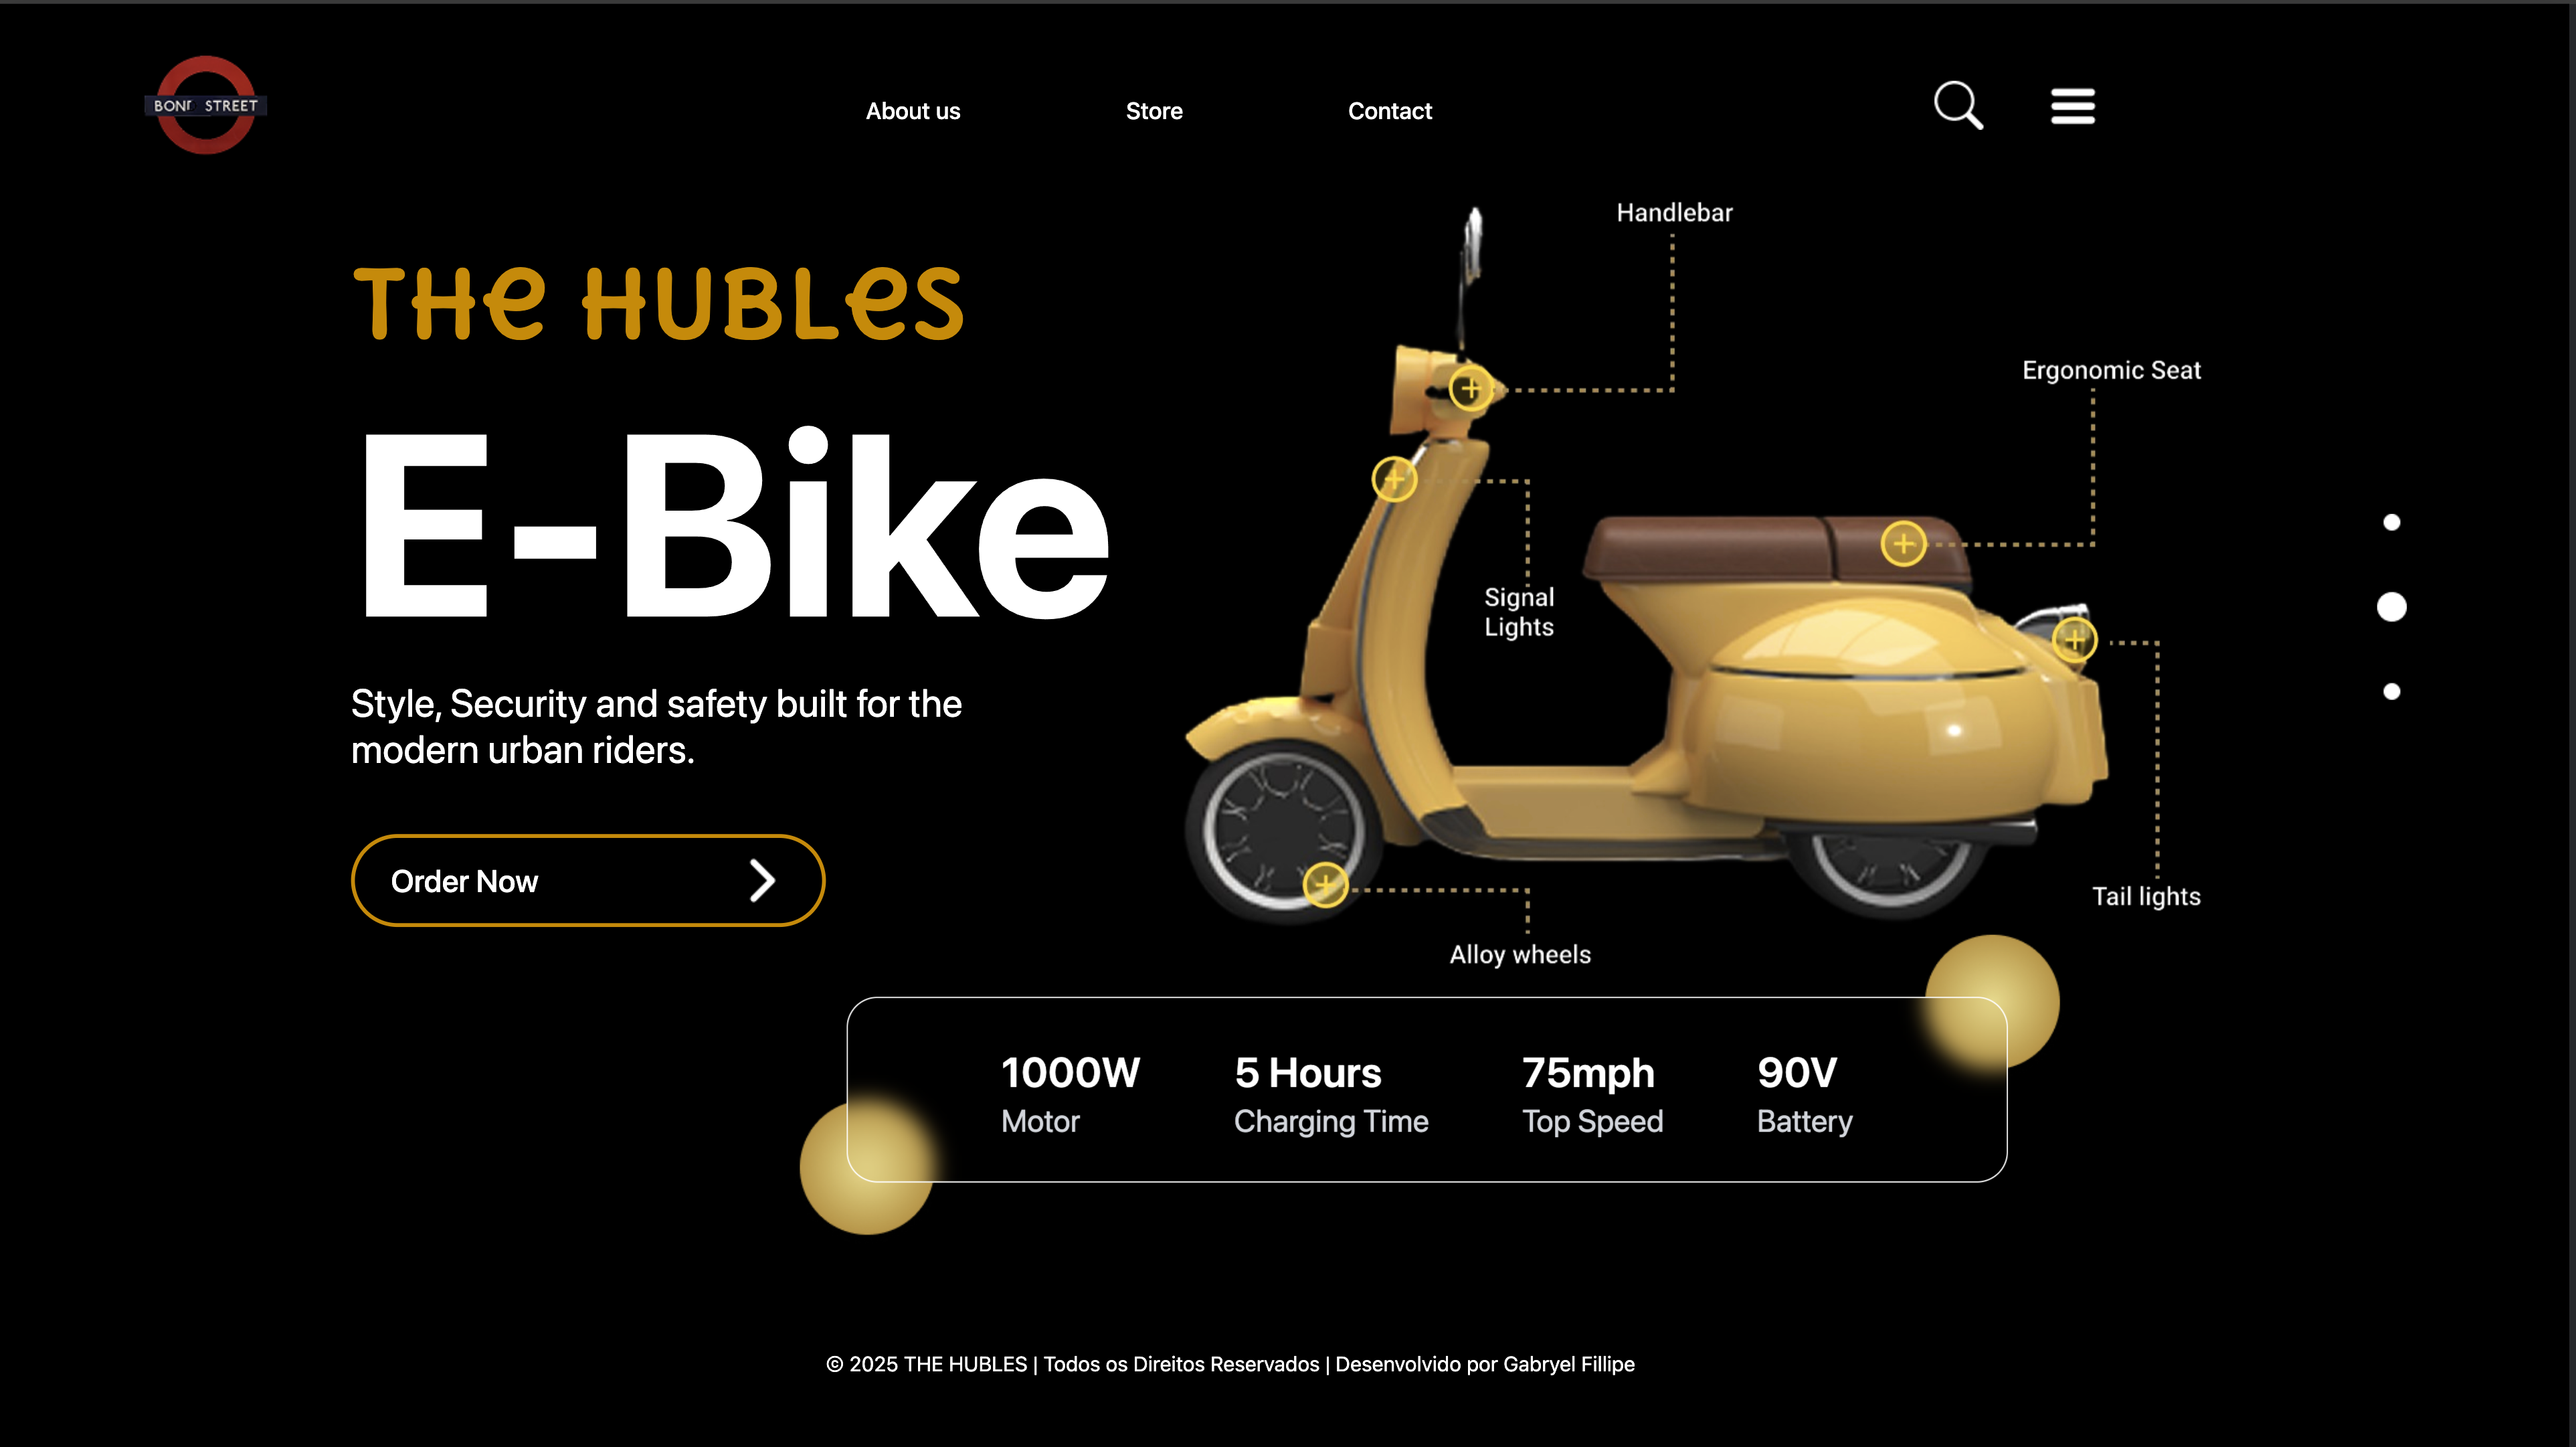 STREET
About us
Store
Contact
THE HUBLES
E-Bike
Style, Security and safety built for the
modern urban riders.
Order Now
Handlebar
Ergonomic Seat
Signal
Lights
Tail lights
Alloy wheels
1000W
Motor
5 Hours
Charging Time
75mph
Top Speed
90V
Battery
© 2025 THE HUBLES | Todos os Direitos Reservados | Desenvolvido por Gabryel Fillipe